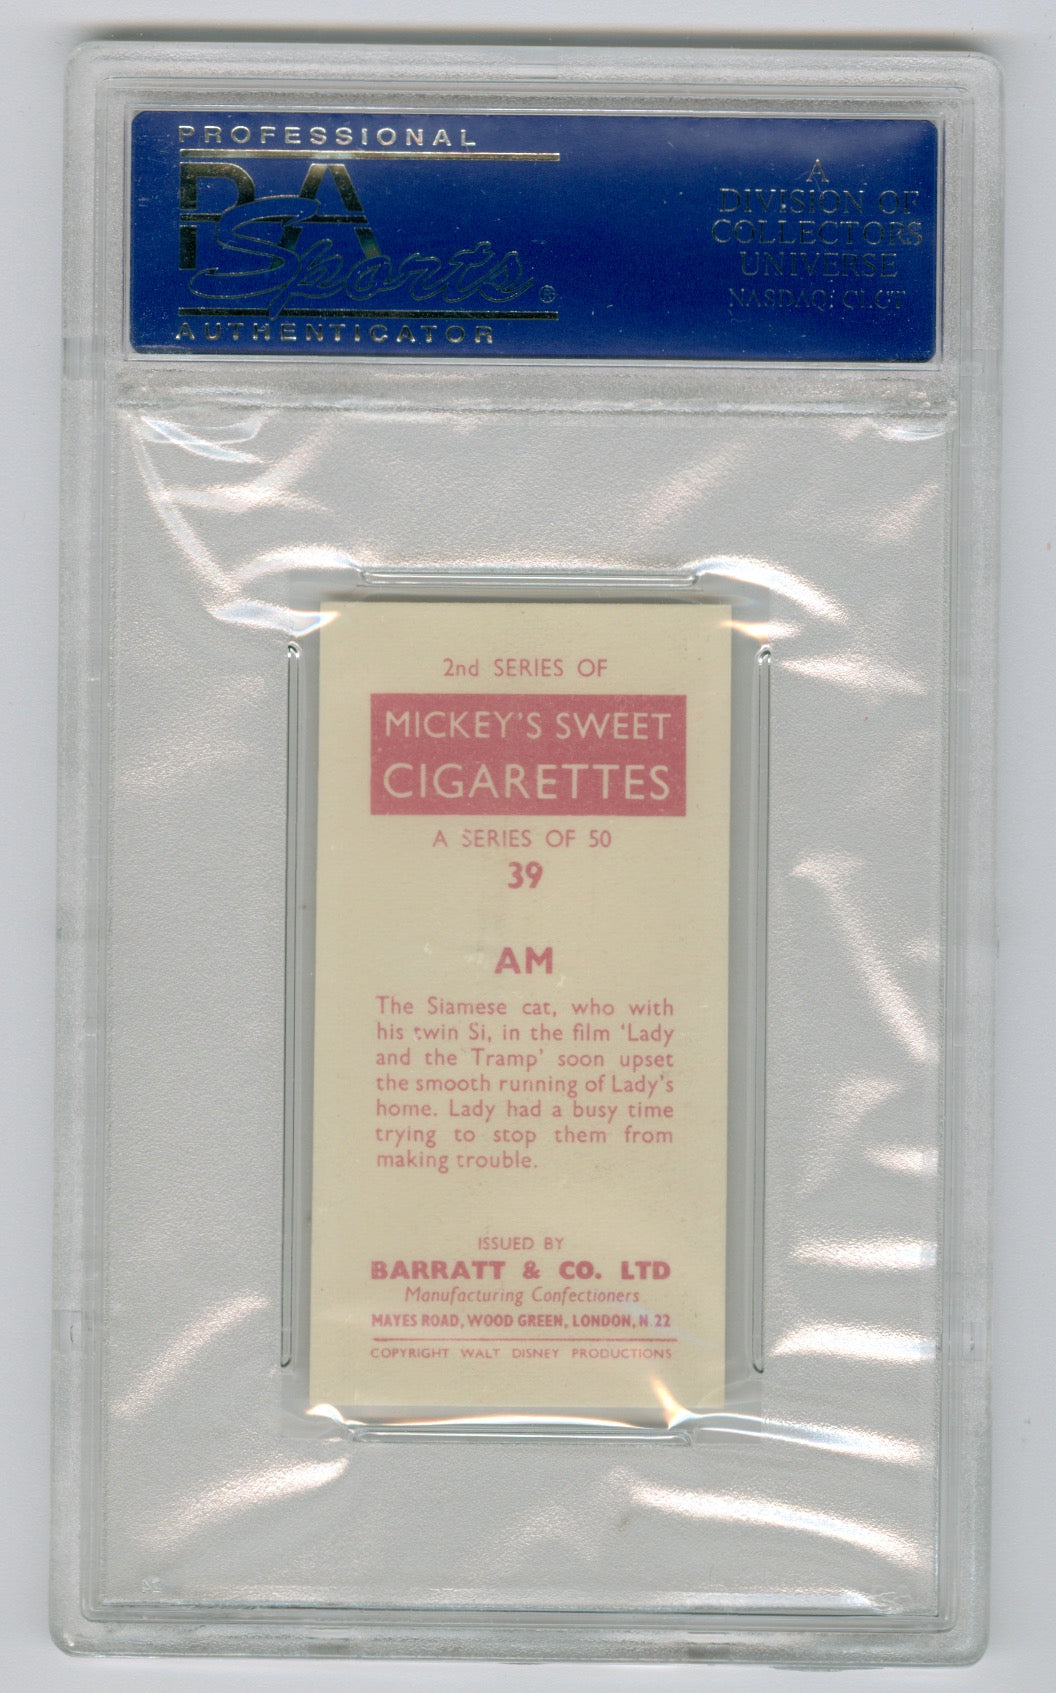 PROFESSIONAL
PSA
Sports®
AUTHENTICATOR
A
DIVISION OF
COLLECTORS
UNIVERSE
NASDAQ: CLCT
2nd SERIES OF
MICKEY'S SWEET
CIGARETTES
A SERIES OF 50
39
AM
The Siamese cat, who with
his twin Si, in the film ‘Lady
and the Tramp’ soon upset
the smooth running of Lady's
home. Lady had a busy time
trying to stop them from
making trouble.
ISSUED BY
BARRATT & CO. LTD
Manufacturing Confectioners
MAYES ROAD, WOOD GREEN, LONDON, N.22
COPYRIGHT WALT DISNEY PRODUCTIONS